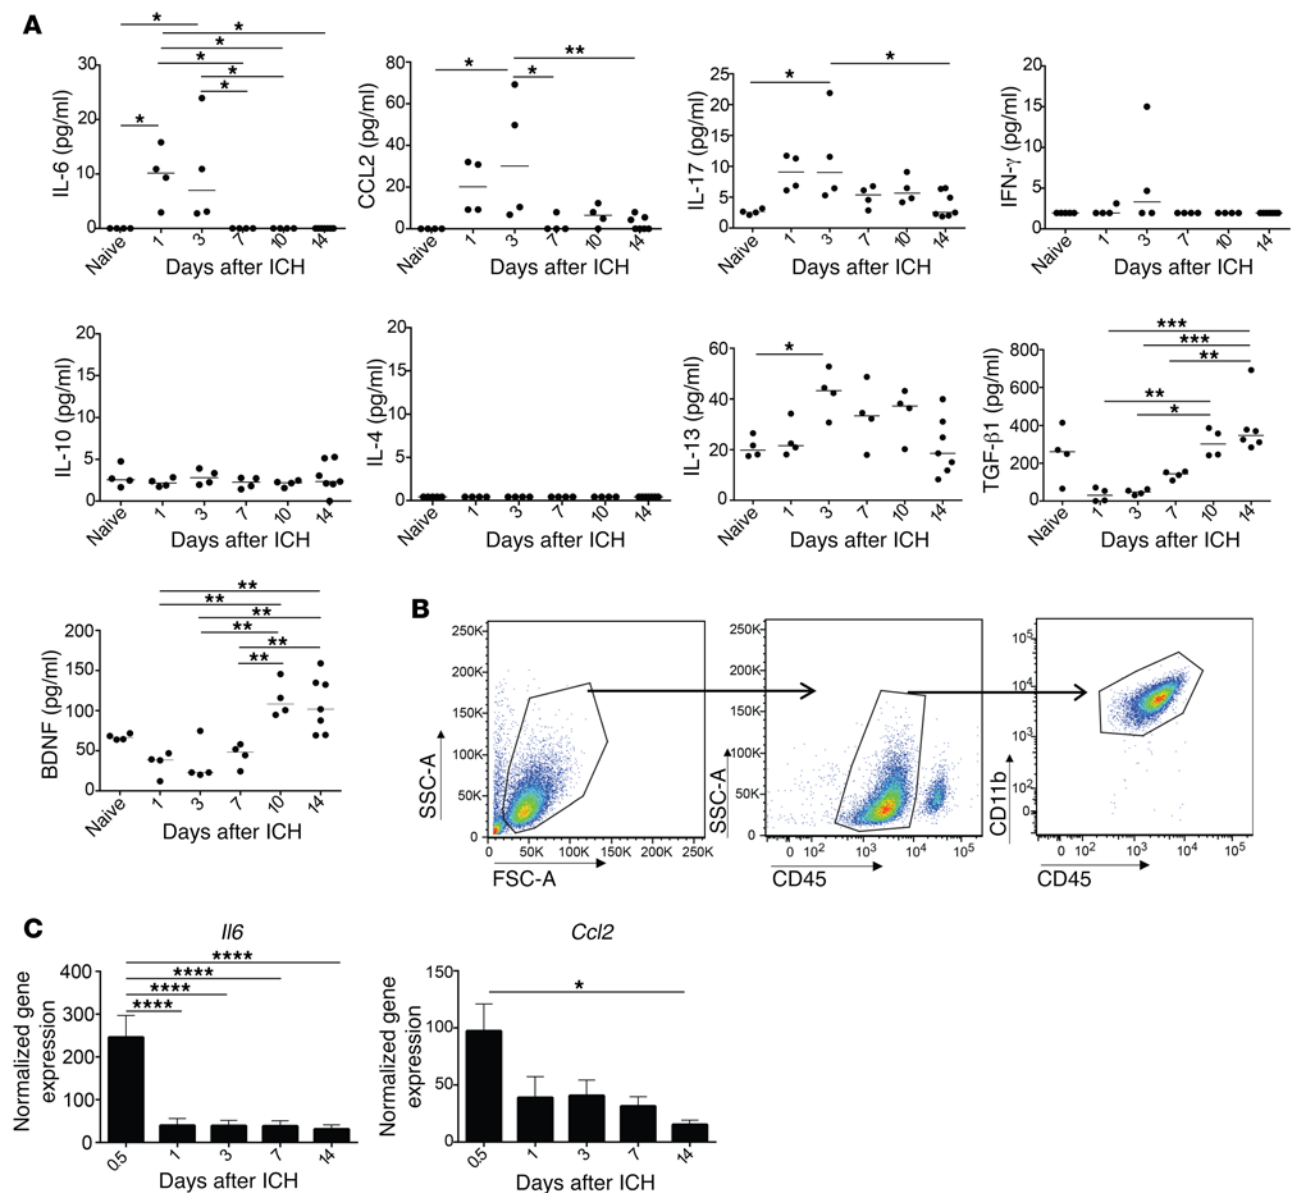 A
* * * * * * *
IL-6 (pg/ml)
30
20
10
0
Naive 1 3 7 10 14
Days after ICH
* * **
CCL2 (pg/ml)
80
60
40
20
0
Naive 1 3 7 10 14
Days after ICH
* *
IL-17 (pg/ml)
25
20
15
10
5
0
Naive 1 3 7 10 14
Days after ICH
IFN-γ (pg/ml)
20
15
10
5
0
Naive 1 3 7 10 14
Days after ICH
IL-10 (pg/ml)
20
15
10
5
0
Naive 1 3 7 10 14
Days after ICH
IL-4 (pg/ml)
20
15
10
5
0
Naive 1 3 7 10 14
Days after ICH
*
IL-13 (pg/ml)
60
40
20
0
Naive 1 3 7 10 14
Days after ICH
***
***
**
**
*
TGF-β1 (pg/ml)
800
600
400
200
0
Naive 1 3 7 10 14
Days after ICH
**
**
**
**
**
**
BDNF (pg/ml)
200
150
100
50
0
Naive 1 3 7 10 14
Days after ICH
B
SSC-A
250K
200K
150K
100K
50K
0
0 50K 100K 150K 200K 250K
FSC-A
SSC-A
250K
200K
150K
100K
50K
0
0 10² 10³ 10⁴ 10⁵
CD45
CD11b
10⁵
10⁴
10³
10²
0
0 10² 10³ 10⁴ 10⁵
CD45
C
Il6
****
****
****
****
Normalized gene
expression
400
300
200
100
0
0.5 1 3 7 14
Days after ICH
Ccl2
*
Normalized gene
expression
150
100
50
0
0.5 1 3 7 14
Days after ICH